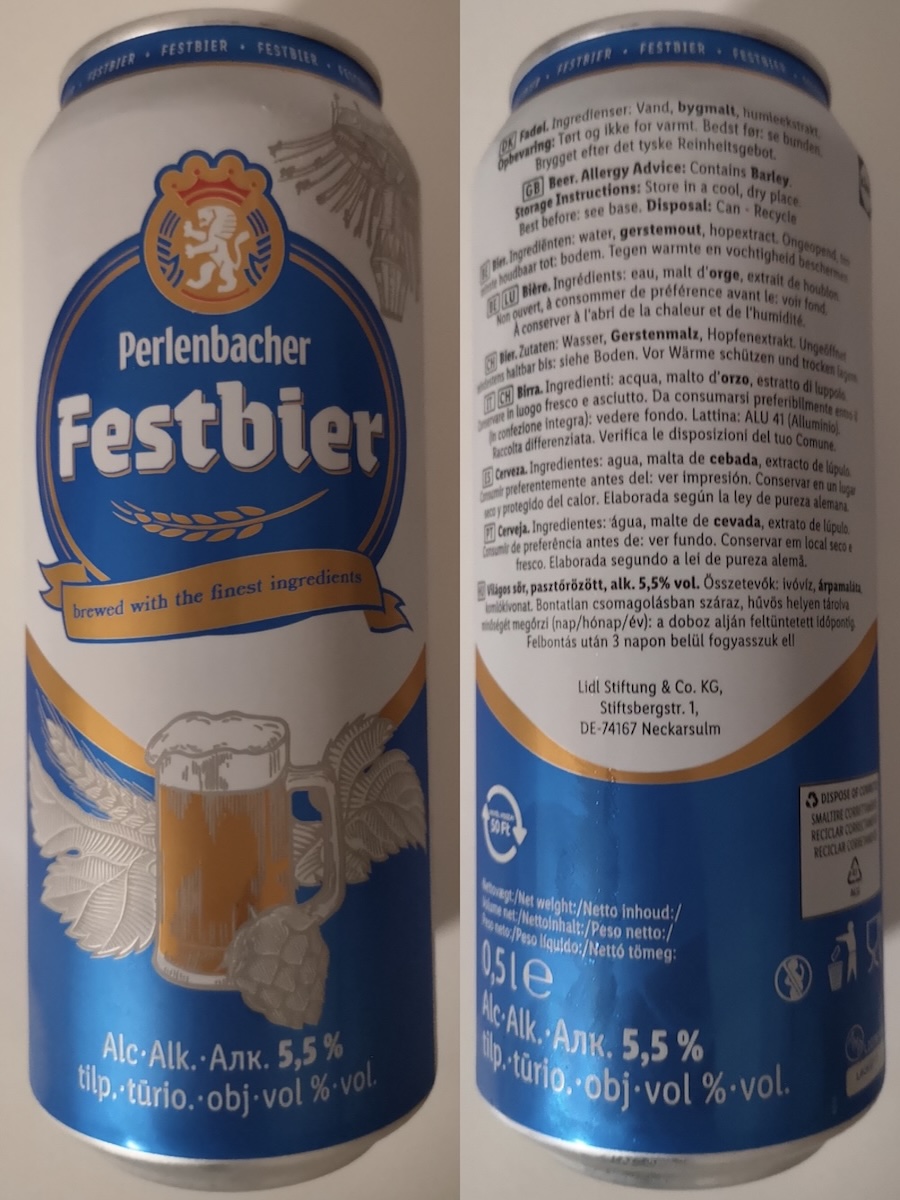 FESTBIER · FESTBIER · FESTBIER
Perlenbacher
Festbier
brewed with the finest ingredients
Alc·Alk.·Алк. 5,5 %
tilp.·tūrio.·obj·vol %·vol.
FESTBIER · FESTBIER · FESTBIER
DK Fadøl. Ingredienser: Vand, bygmalt, humleekstrakt.
Opbevaring: Tørt og ikke for varmt. Bedst før: se bunden.
Brygget efter det tyske Reinheitsgebot.
GB Beer. Allergy Advice: Contains Barley.
Storage Instructions: Store in a cool, dry place.
Best before: see base. Disposal: Can - Recycle
Bier. Ingrediënten: water, gerstemout, hopextract. Ongeopend
houdbaar tot: bodem. Tegen warmte en vochtigheid beschermen
BE LU Bière. Ingrédients: eau, malt d'orge, extrait de houblon.
Non ouvert, à consommer de préférence avant le: voir fond.
À conserver à l'abri de la chaleur et de l'humidité.
CH Bier. Zutaten: Wasser, Gerstenmalz, Hopfenextrakt. Ungeöffnet
haltbar bis: siehe Boden. Vor Wärme schützen und trocken lagern
IT CH Birra. Ingredienti: acqua, malto d'orzo, estratto di luppolo.
Conservare in luogo fresco e asciutto. Da consumarsi preferibilmente entro il
(in confezione integra): vedere fondo. Lattina: ALU 41 (Alluminio).
Raccolta differenziata. Verifica le disposizioni del tuo Comune.
ES Cerveza. Ingredientes: agua, malta de cebada, extracto de lúpulo.
Consumir preferentemente antes del: ver impresión. Conservar en un lugar
seco y protegido del calor. Elaborada según la ley de pureza alemana.
PT Cerveja. Ingredientes: água, malte de cevada, extrato de lúpulo.
Consumir de preferência antes de: ver fundo. Conservar em local seco e
fresco. Elaborada segundo a lei de pureza alemã.
HU Világos sör, pasztőrözött, alk. 5,5% vol. Összetevők: ivóvíz, árpamaláta,
komlókivonat. Bontatlan csomagolásban száraz, hűvös helyen tárolva
minőségét megőrzi (nap/hónap/év): a doboz alján feltüntetett időpontig.
Felbontás után 3 napon belül fogyasszuk el!
Lidl Stiftung & Co. KG,
Stiftsbergstr. 1,
DE-74167 Neckarsulm
50 Ft
DISPOSE OF CORRECTLY
SMALTIRE CORRETTAMENTE
RECICLAR CORRECTAMENTE
RECICLAR CORRETAMENTE
Nettovægt:/Net weight:/Netto inhoud:/
Volume net:/Nettoinhalt:/Peso netto:/
Peso neto:/Peso líquido:/Nettó tömeg:
0,5 l e
Alc·Alk.·Алк. 5,5 %
tilp.·tūrio.·obj·vol %·vol.